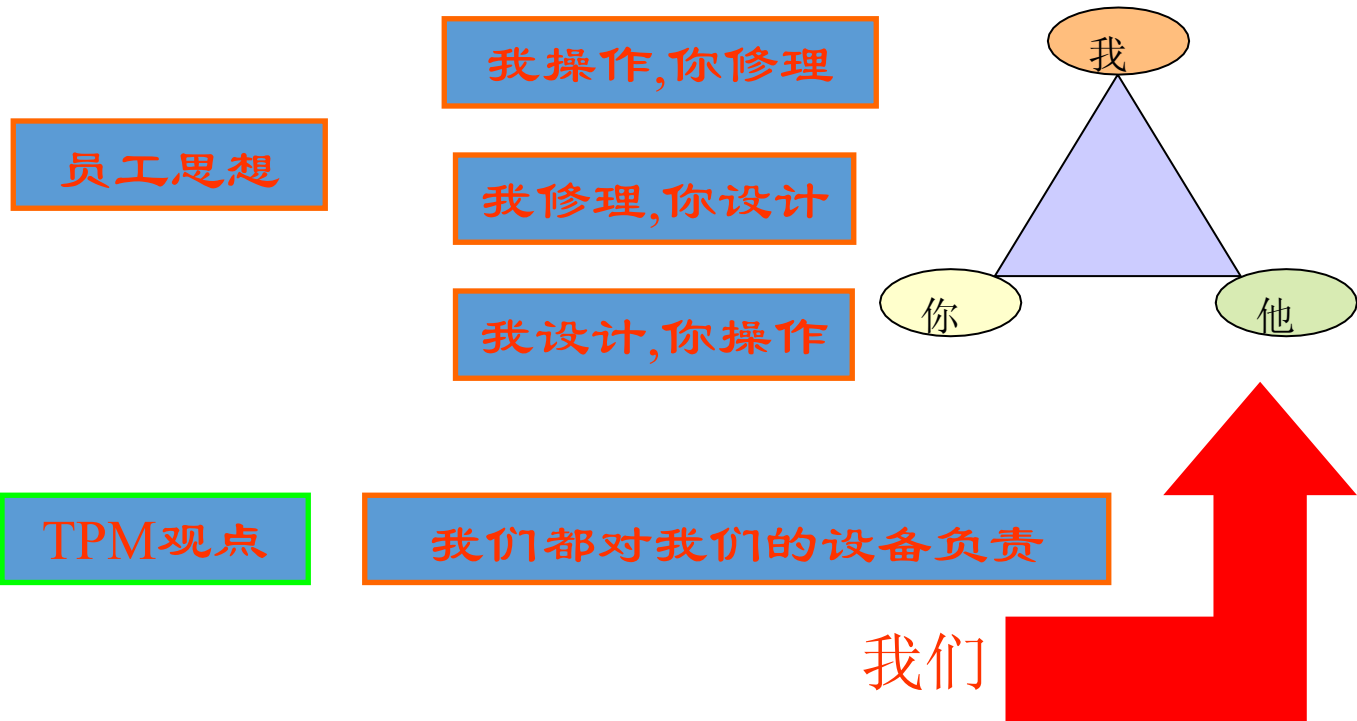 我操作,你修理
我
员工思想
我修理,你设计
你
他
我设计,你操作
TPM观点
我们都对我们的设备负责
我们